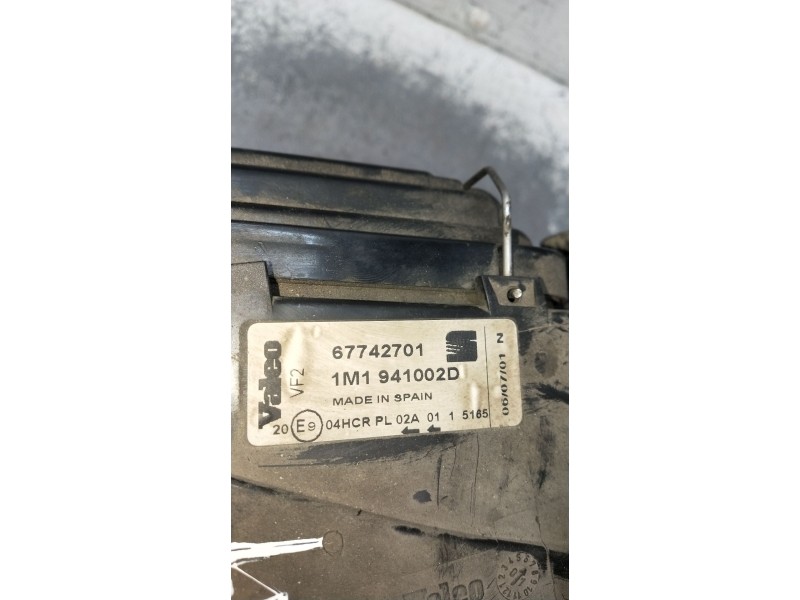 Valeo
VF2
67742701
1M1 941002D
MADE IN SPAIN
20 E9 04HCR PL 02A 01 1 5165
06/07/01 N
Valeo